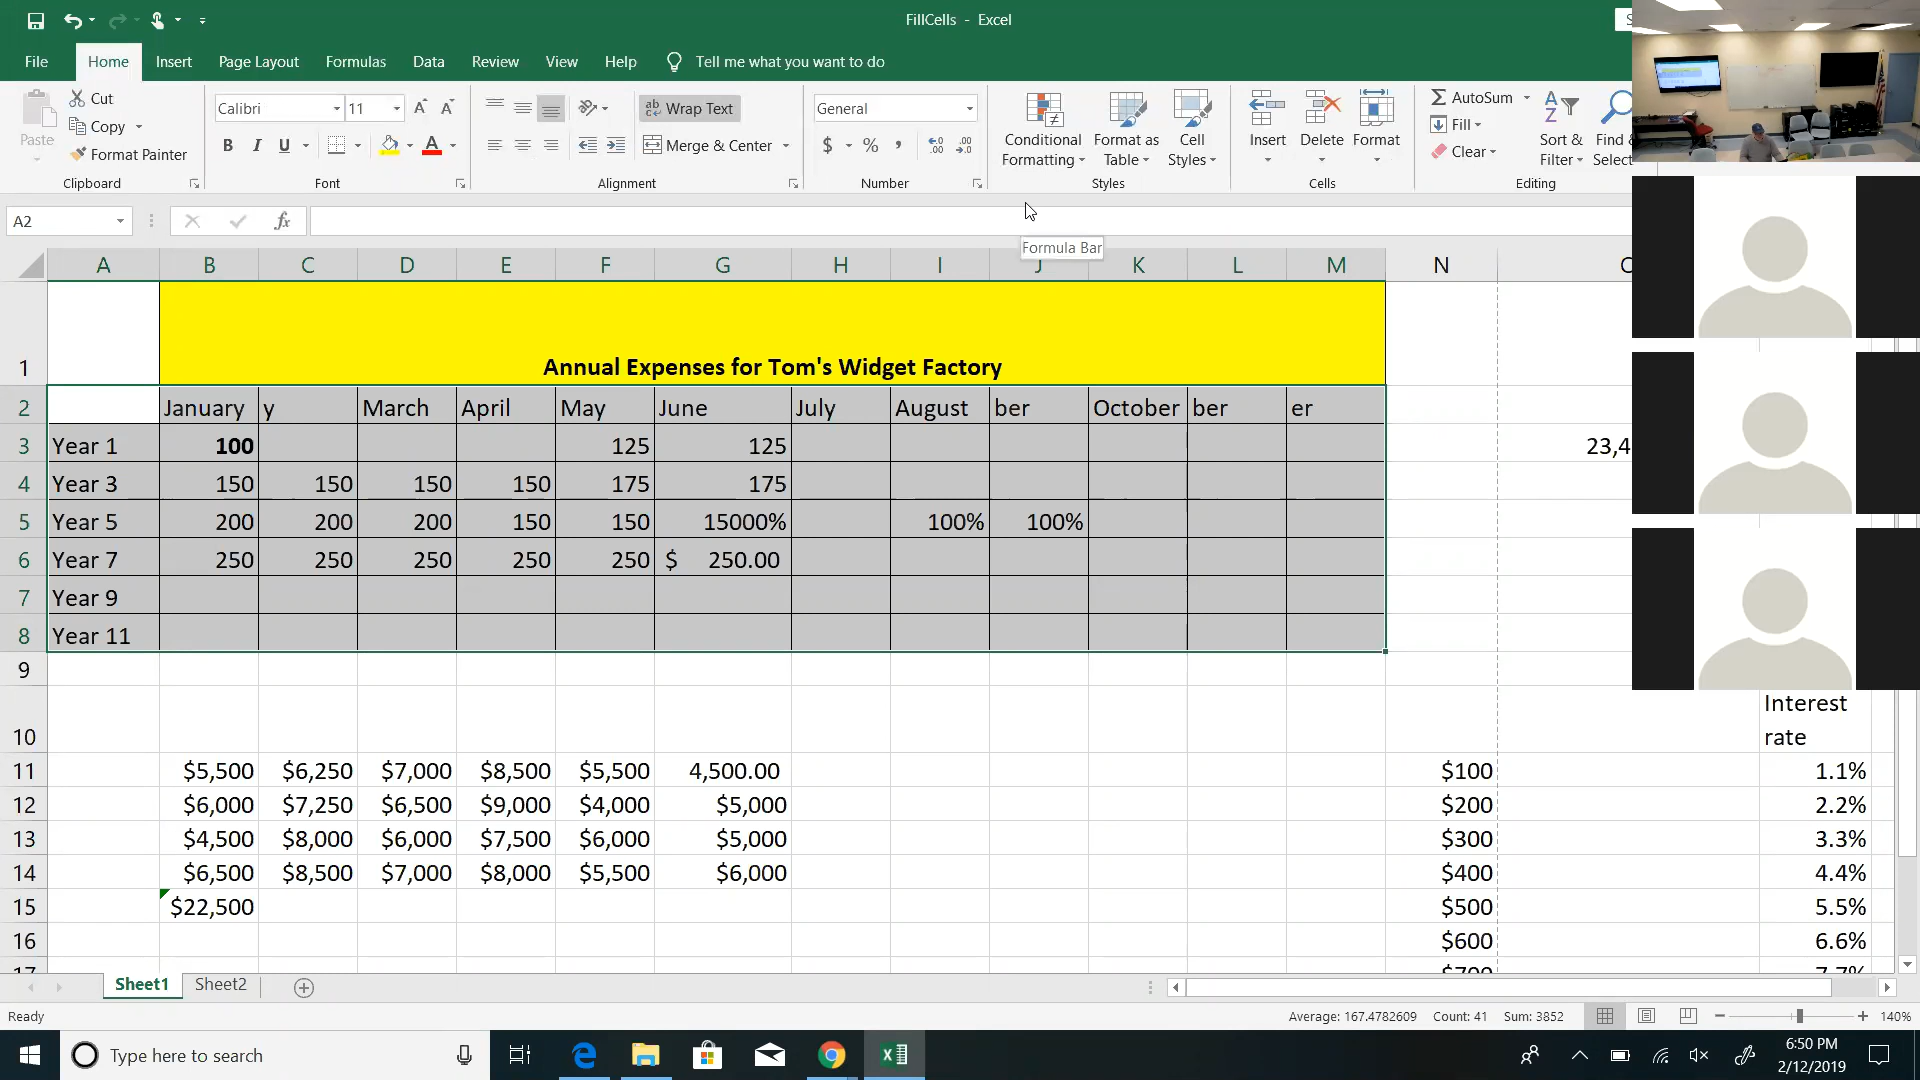 FillCells - Excel
File Home Insert Page Layout Formulas Data Review View Help Tell me what you want to do
Paste
Cut
Copy
Format Painter
Clipboard
Calibri 11
B I U
Font
Wrap Text
Merge & Center
Alignment
General
$ % ,
Number
Conditional Formatting
Format as Table
Cell Styles
Styles
Insert Delete Format
Cells
AutoSum
Fill
Clear
Sort & Filter
Find
Select
Editing
A2
fx
Formula Bar
A B C D E F G H I J K L M N
1 Annual Expenses for Tom's Widget Factory
2 January y March April May June July August ber October ber er
3 Year 1 100 125 125 23,4
4 Year 3 150 150 150 150 175 175
5 Year 5 200 200 200 150 150 15000% 100% 100%
6 Year 7 250 250 250 250 250 $ 250.00
7 Year 9
8 Year 11
9
10 Interest rate
11 $5,500 $6,250 $7,000 $8,500 $5,500 4,500.00 $100 1.1%
12 $6,000 $7,250 $6,500 $9,000 $4,000 $5,000 $200 2.2%
13 $4,500 $8,000 $6,000 $7,500 $6,000 $5,000 $300 3.3%
14 $6,500 $8,500 $7,000 $8,000 $5,500 $6,000 $400 4.4%
15 $22,500 $500 5.5%
16 $600 6.6%
17 $700 7.7%
Sheet1 Sheet2
Ready
Average: 167.4782609 Count: 41 Sum: 3852
140%
Type here to search
6:50 PM
2/12/2019